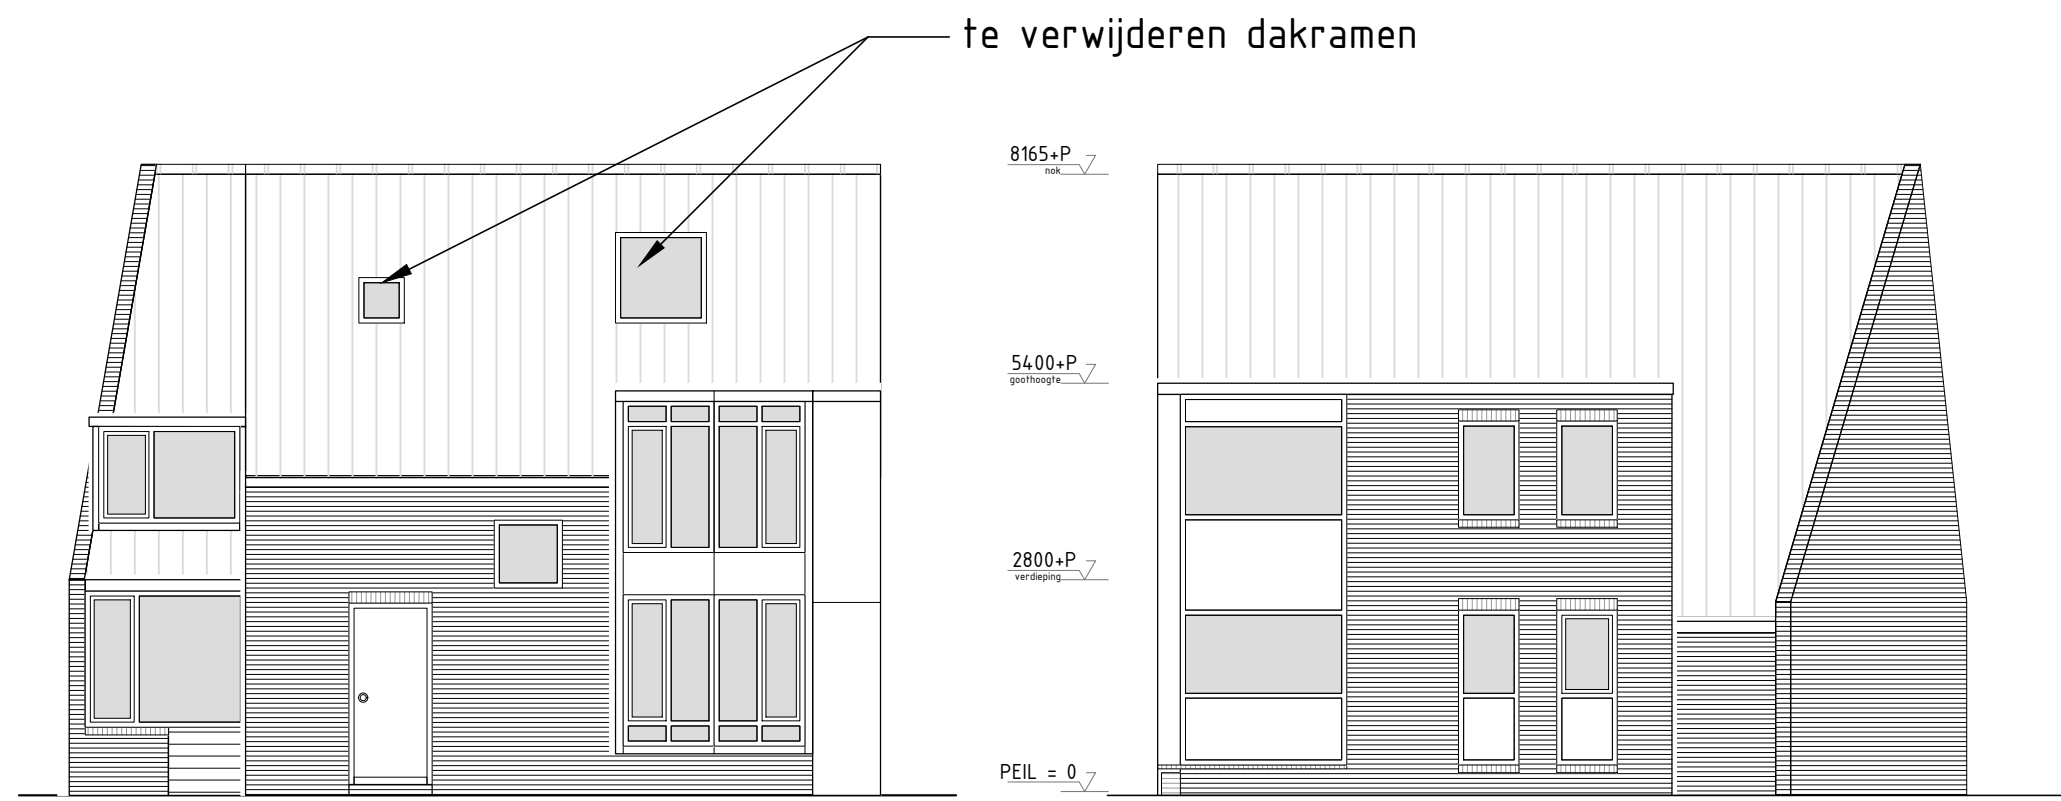 te verwijderen dakramen
8165+P
nok
5400+P
goothoogte
2800+P
verdieping
PEIL = 0